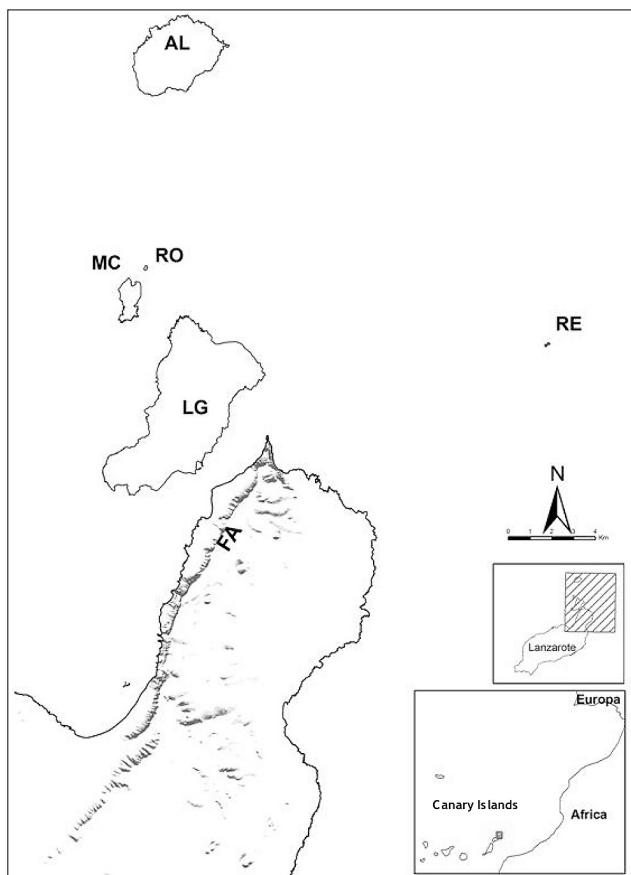 AL
RO
MC
RE
LG
N
0 1 2 3 4
Km
FA
Lanzarote
Europa
Canary Islands
Africa